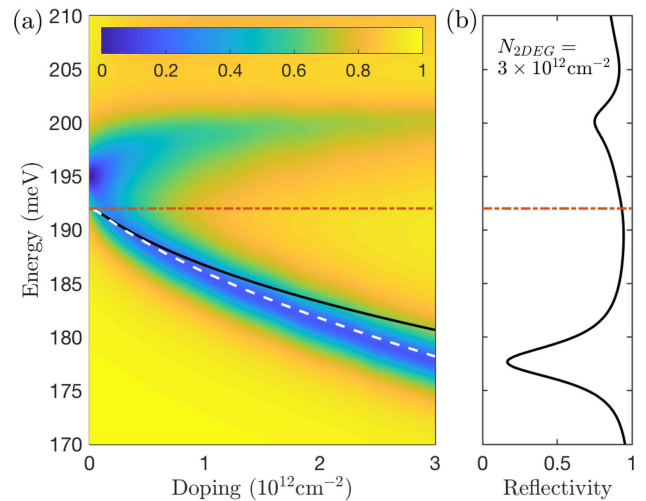 (a)
210
205
200
195
190
185
180
175
170
Energy (meV)
0 0.2 0.4 0.6 0.8 1
0 1 2 3
Doping (10¹²cm⁻²)
(b)
N₂DEG =
3 × 10¹²cm⁻²
0 0.5 1
Reflectivity